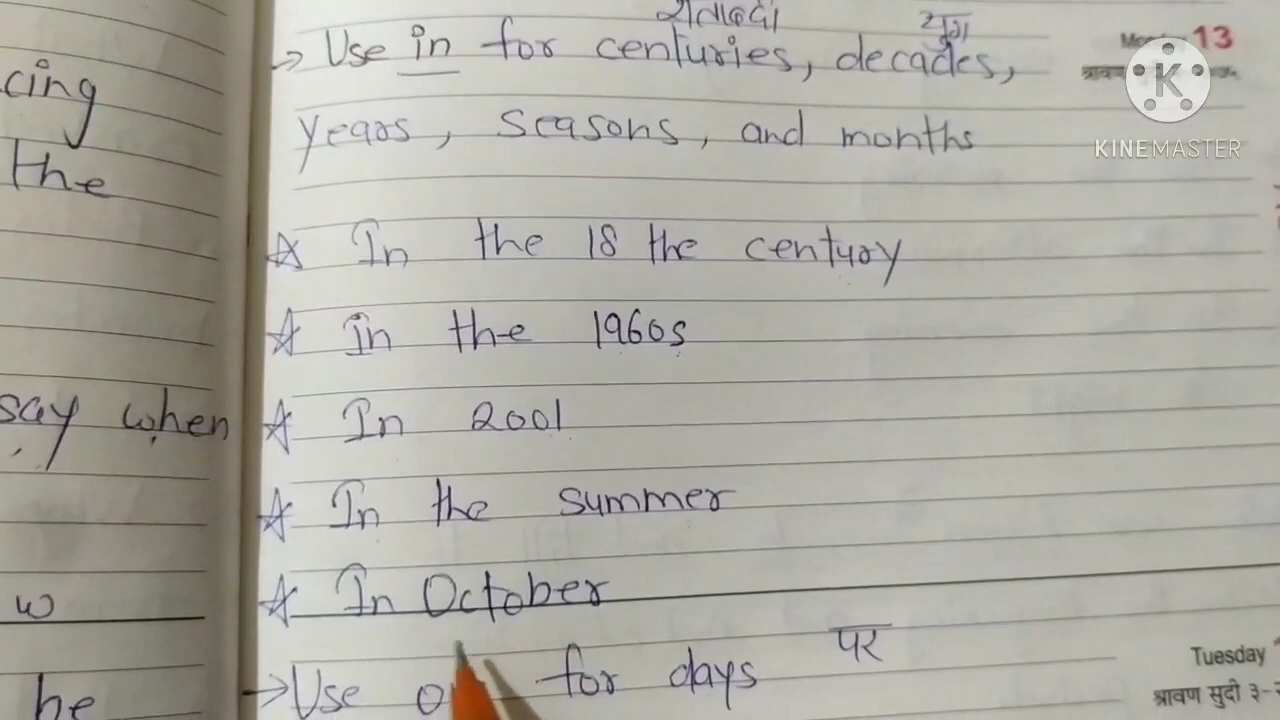 cing
the
say when
w
he
शताब्दी
→ Use in for centuries, decades,
years, seasons, and months
☆ In the 18 the century
☆ In the 1960s
☆ In 2001
☆ In the summer
☆ In October
पर
→ Use for days
13
श्रावण
K
KINEMASTER
Tuesday
श्रावण सुदी ३-